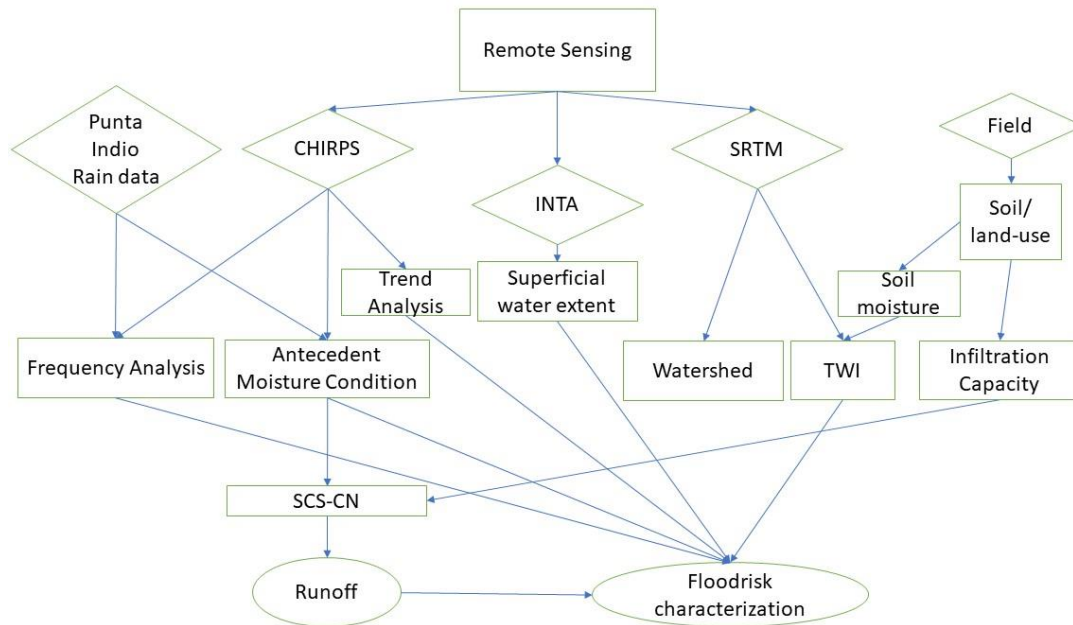 Remote Sensing
Punta
Indio
Rain data
CHIRPS
SRTM
Field
INTA
Soil/
land-use
Trend
Analysis
Superficial
water extent
Soil
moisture
Frequency Analysis
Antecedent
Moisture Condition
Watershed
TWI
Infiltration
Capacity
SCS-CN
Runoff
Floodrisk
characterization